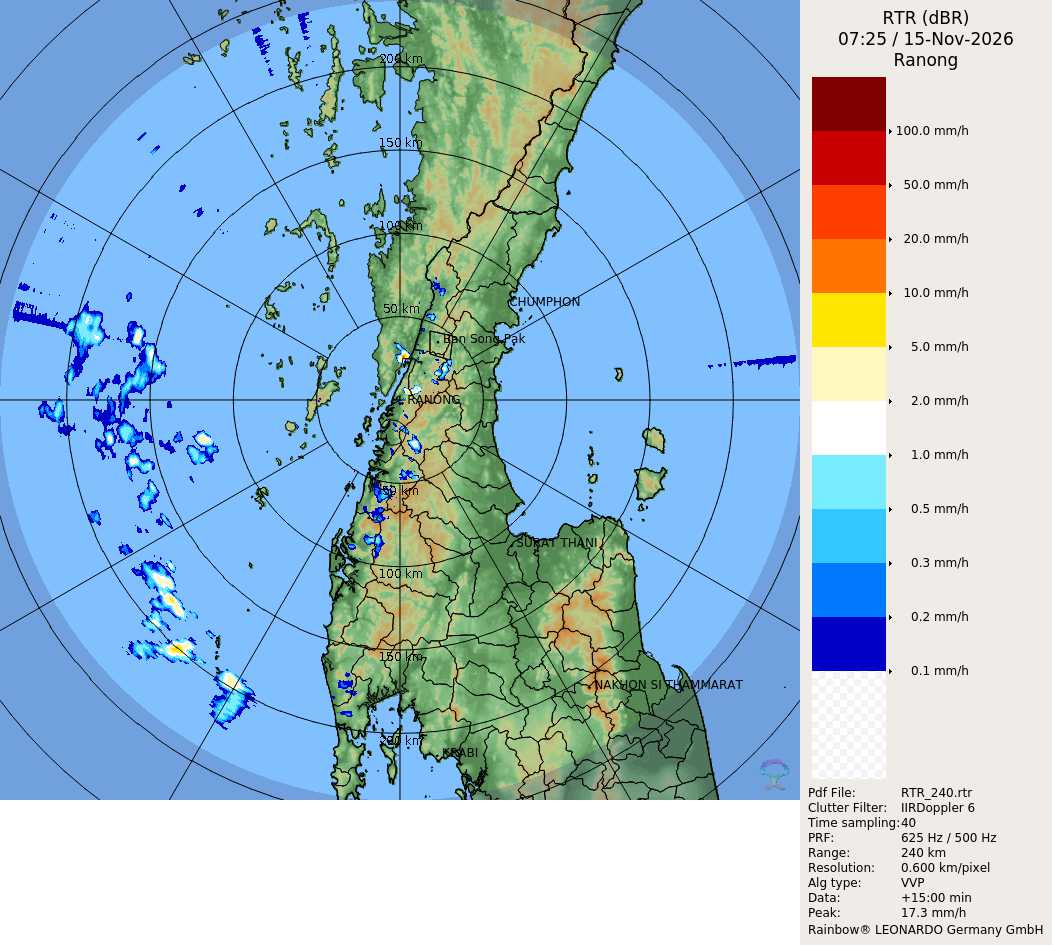 RTR (dBR)
07:25 / 15-Nov-2026
Ranong
100.0 mm/h
50.0 mm/h
20.0 mm/h
10.0 mm/h
5.0 mm/h
2.0 mm/h
1.0 mm/h
0.5 mm/h
0.3 mm/h
0.2 mm/h
0.1 mm/h
200 km
150 km
100 km
CHUMPHON
50 km
Ban Song Pak
RANONG
50 km
SURAT THANI
100 km
150 km
NAKHON SI THAMMARAT
200 km
KRABI
Pdf File: RTR_240.rtr
Clutter Filter: IIRDoppler 6
Time sampling:40
PRF: 625 Hz / 500 Hz
Range: 240 km
Resolution: 0.600 km/pixel
Alg type: VVP
Data: +15:00 min
Peak: 17.3 mm/h
Rainbow® LEONARDO Germany GmbH